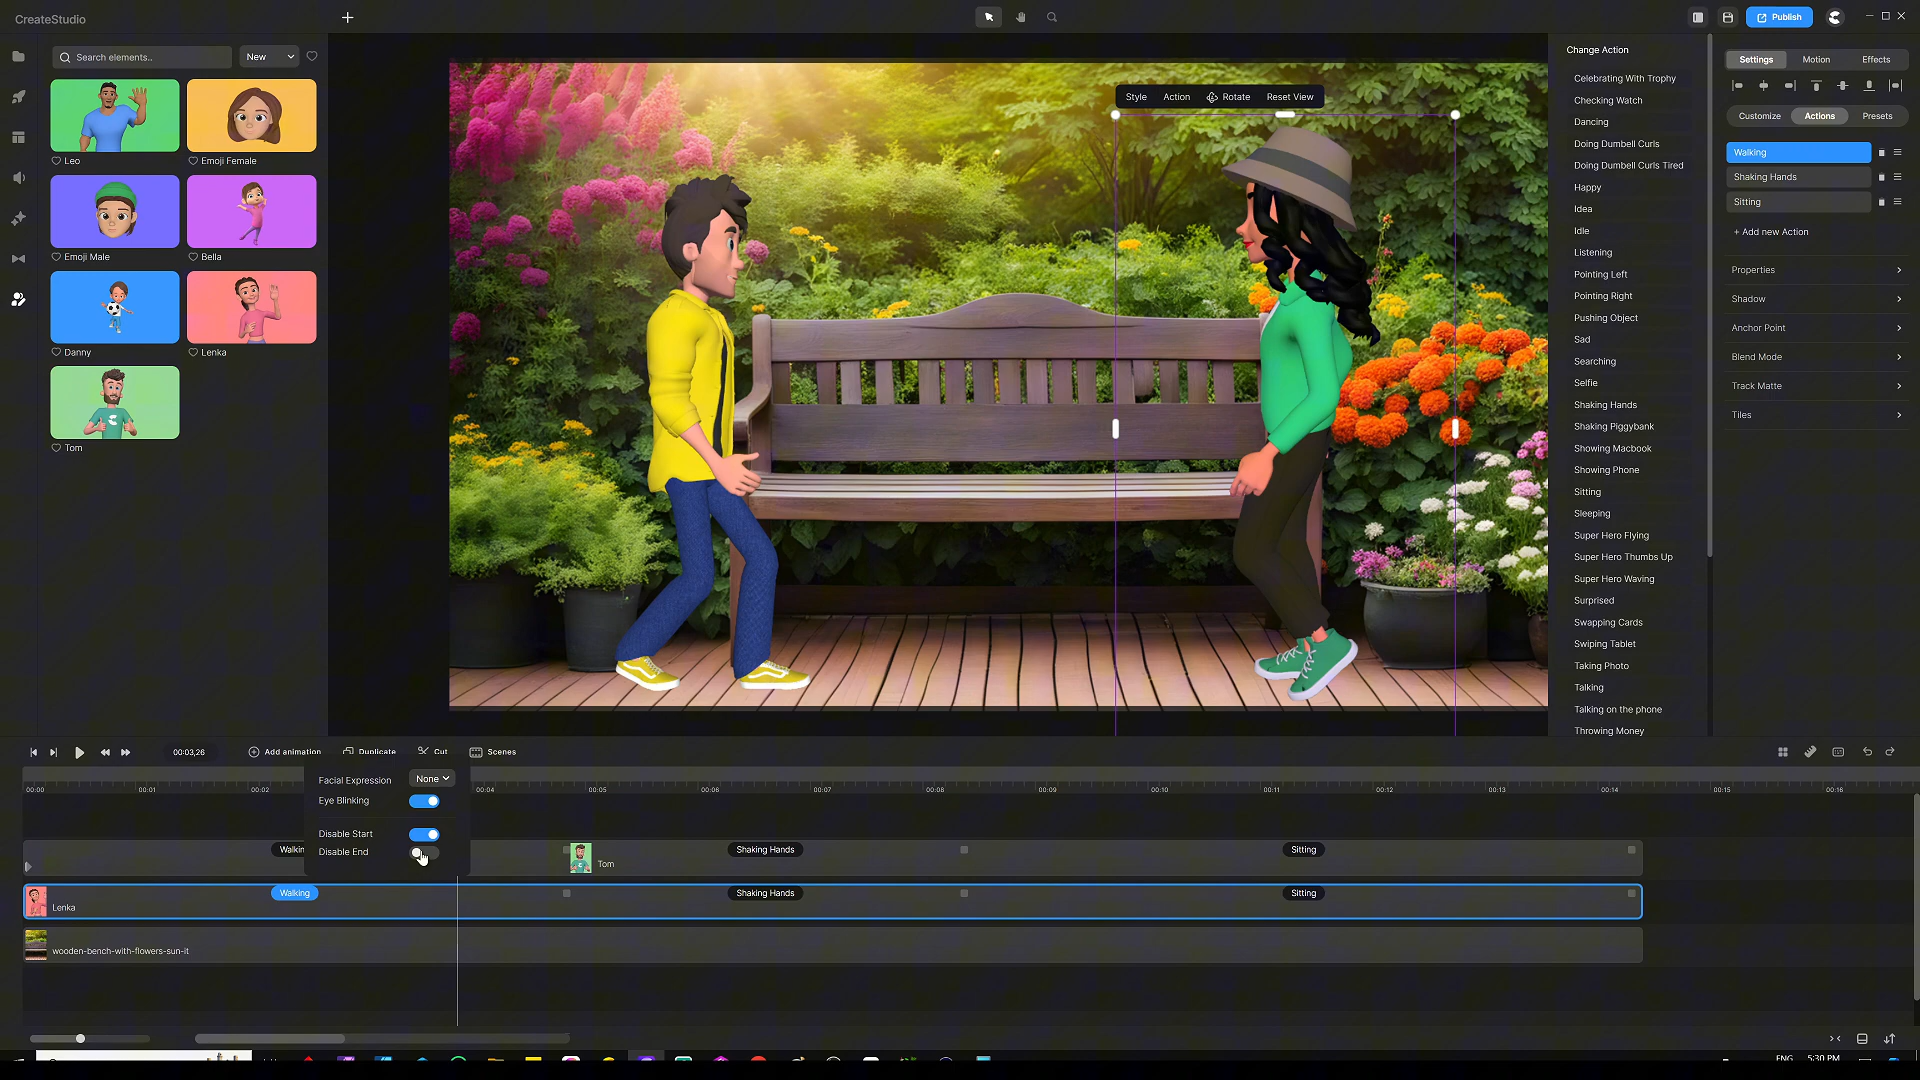 CreateStudio
Publish
Search elements..
New
Leo
Emoji Female
Emoji Male
Bella
Danny
Lenka
Tom
Style Action Rotate Reset View
Change Action
Celebrating With Trophy
Checking Watch
Dancing
Doing Dumbell Curls
Doing Dumbell Curls Tired
Happy
Idea
Idle
Listening
Pointing Left
Pointing Right
Pushing Object
Sad
Searching
Selfie
Shaking Hands
Shaking Piggybank
Showing Macbook
Showing Phone
Sitting
Sleeping
Super Hero Flying
Super Hero Thumbs Up
Super Hero Waving
Surprised
Swapping Cards
Swiping Tablet
Taking Photo
Talking
Talking on the phone
Throwing Money
Settings Motion Effects
Customize Actions Presets
Walking
Shaking Hands
Sitting
+ Add new Action
Properties
Shadow
Anchor Point
Blend Mode
Track Matte
Tiles
00:03,26
Add animation
Duplicate
Cut
Scenes
00:00 00:01 00:02 00:04 00:05 00:06 00:07 00:08 00:09 00:10 00:11 00:12 00:13 00:14 00:15 00:16
Facial Expression None
Eye Blinking
Disable Start
Disable End
Walkin Shaking Hands Sitting
Tom
Walking Shaking Hands Sitting
Lenka
wooden-bench-with-flowers-sun-it
ENG 5:30 PM